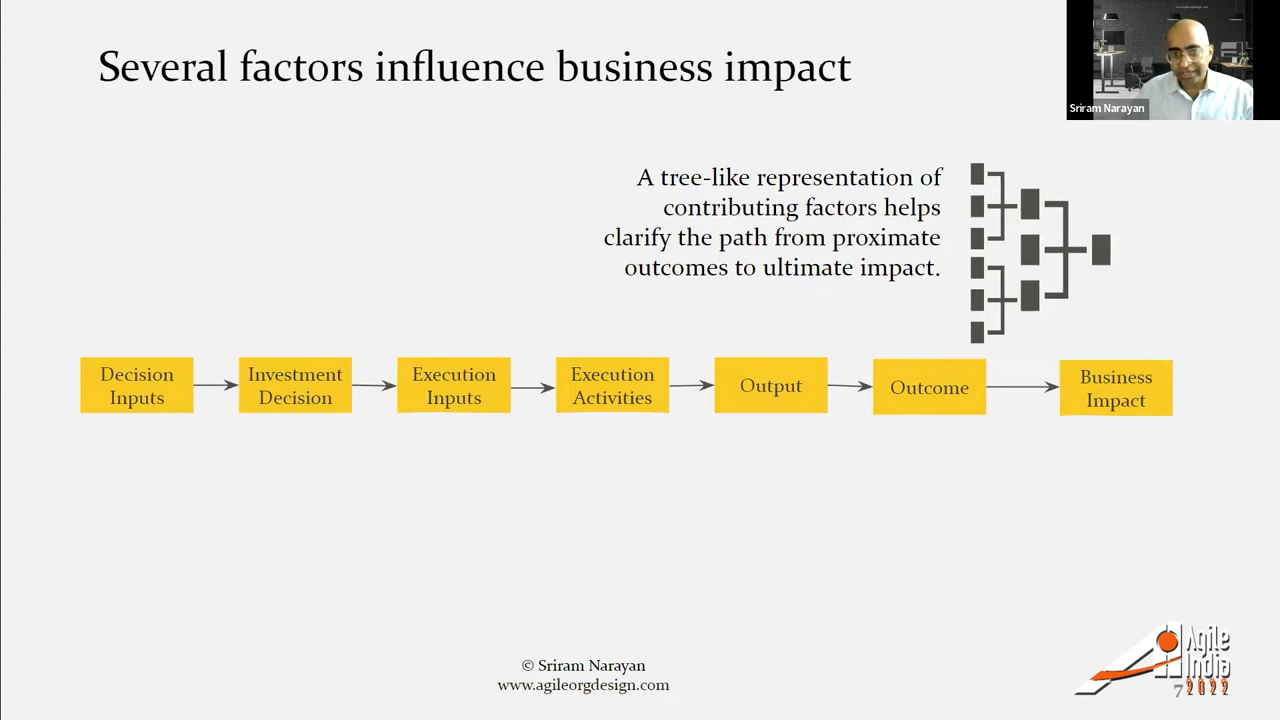 Several factors influence business impact
Sriram Narayan
A tree-like representation of
contributing factors helps
clarify the path from proximate
outcomes to ultimate impact.
Decision
Inputs
Investment
Decision
Execution
Inputs
Execution
Activities
Output
Outcome
Business
Impact
© Sriram Narayan
www.agileorgdesign.com
Agile
India
2022
7